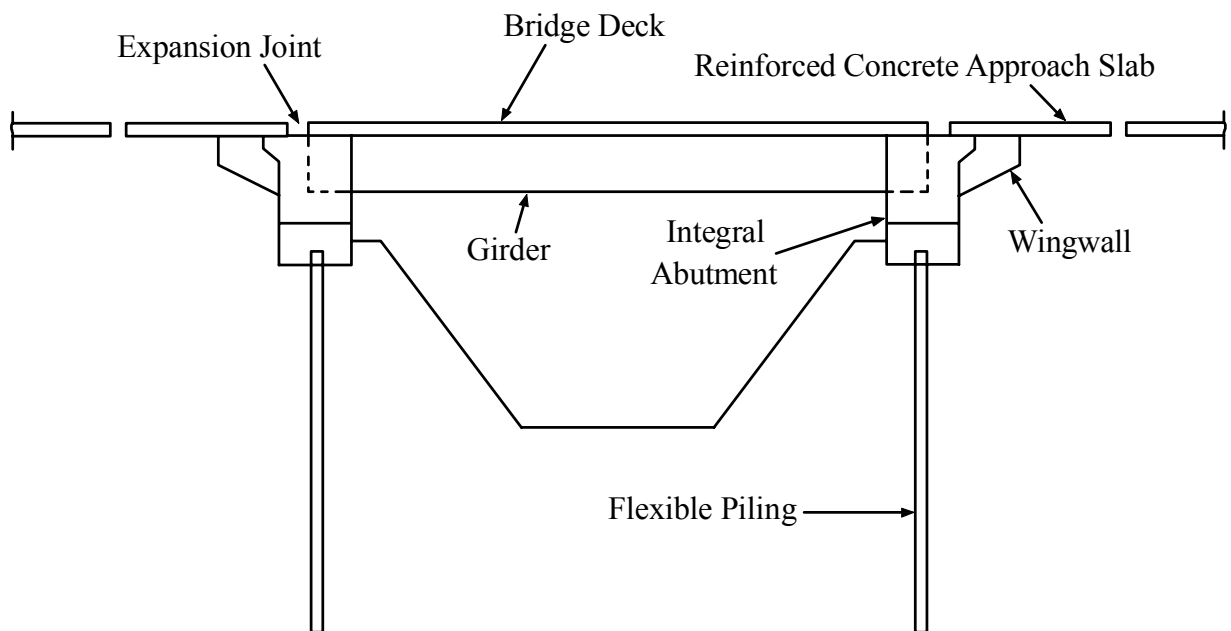 Bridge Deck
Expansion Joint
Reinforced Concrete Approach Slab
Girder
Integral
Abutment
Wingwall
Flexible Piling